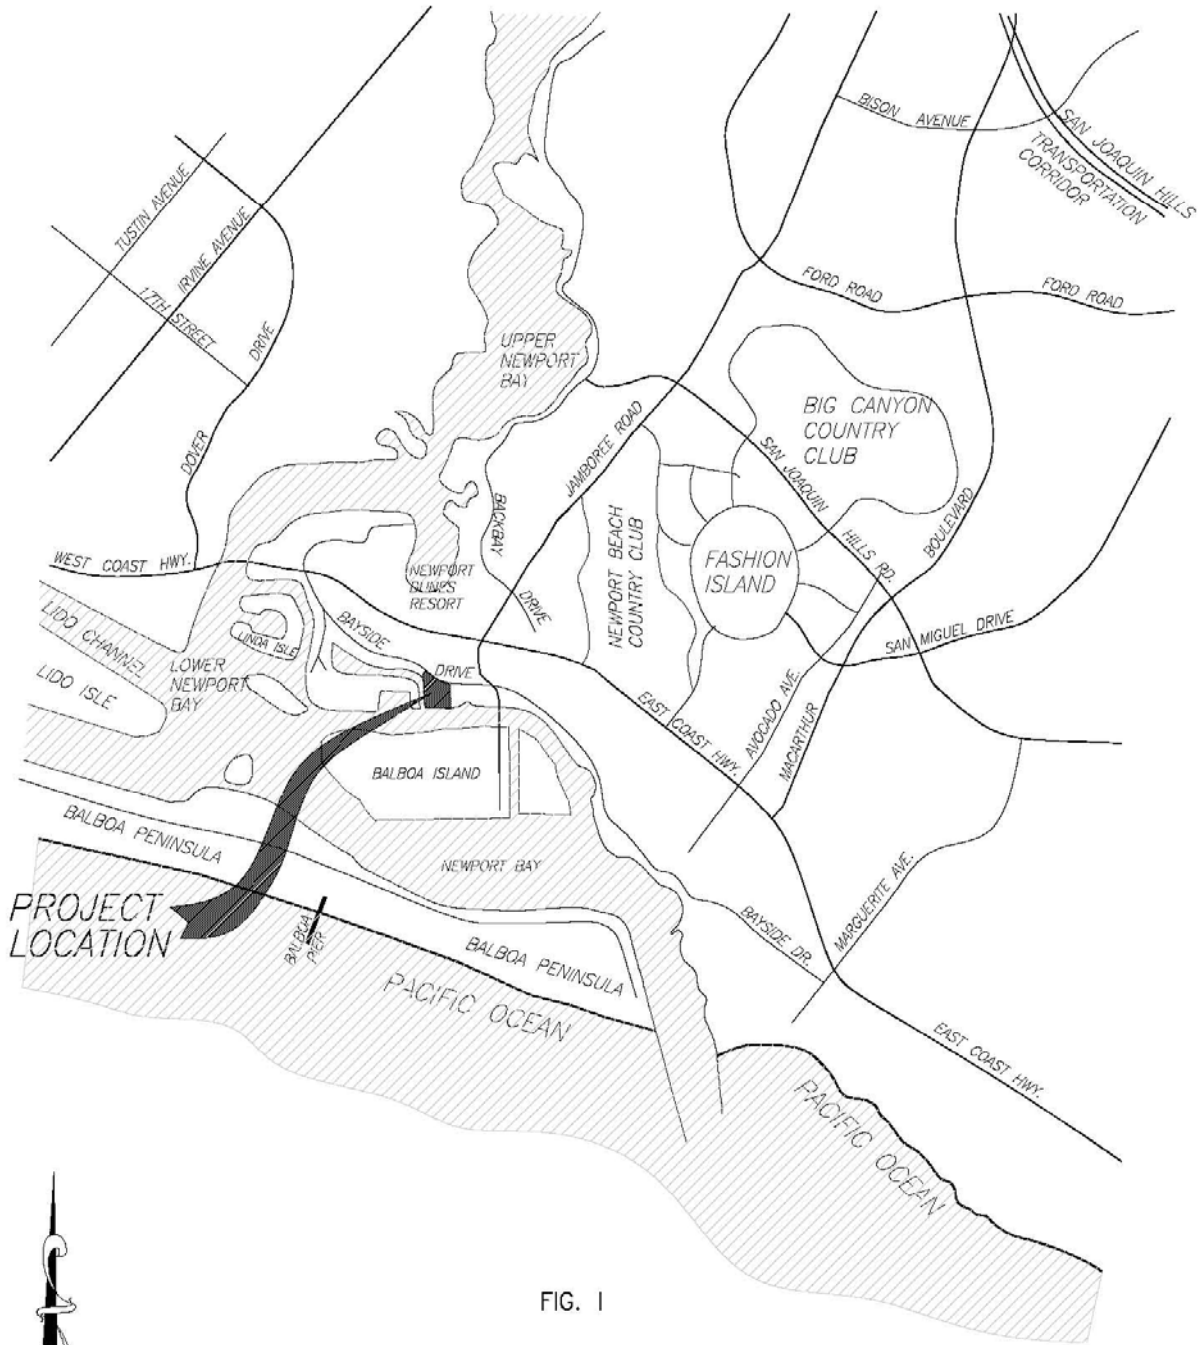 BISON AVENUE
SAN JOAQUIN HILLS
TRANSPORTATION
CORRIDOR
TUSTIN AVENUE
IRVINE AVENUE
17TH STREET
DOVER DRIVE
FORD ROAD
FORD ROAD
UPPER
NEWPORT
BAY
BIG CANYON
COUNTRY
CLUB
JAMBOREE ROAD
SAN JOAQUIN HILLS RD.
BACKBAY DRIVE
NEWPORT BEACH
COUNTRY CLUB
FASHION
ISLAND
MACARTHUR BOULEVARD
WEST COAST HWY.
NEWPORT
DUNES
RESORT
SAN MIGUEL DRIVE
LIDO CHANNEL
LIDO ISLE
LINDA ISLE
BAYSIDE DRIVE
LOWER
NEWPORT
BAY
AVOCADO AVE.
EAST COAST HWY.
BALBOA ISLAND
BALBOA PENINSULA
NEWPORT BAY
MARGUERITE AVE.
BAYSIDE DR.
PROJECT
LOCATION
BALBOA
PIER
BALBOA PENINSULA
PACIFIC OCEAN
EAST COAST HWY.
PACIFIC OCEAN
FIG. 1